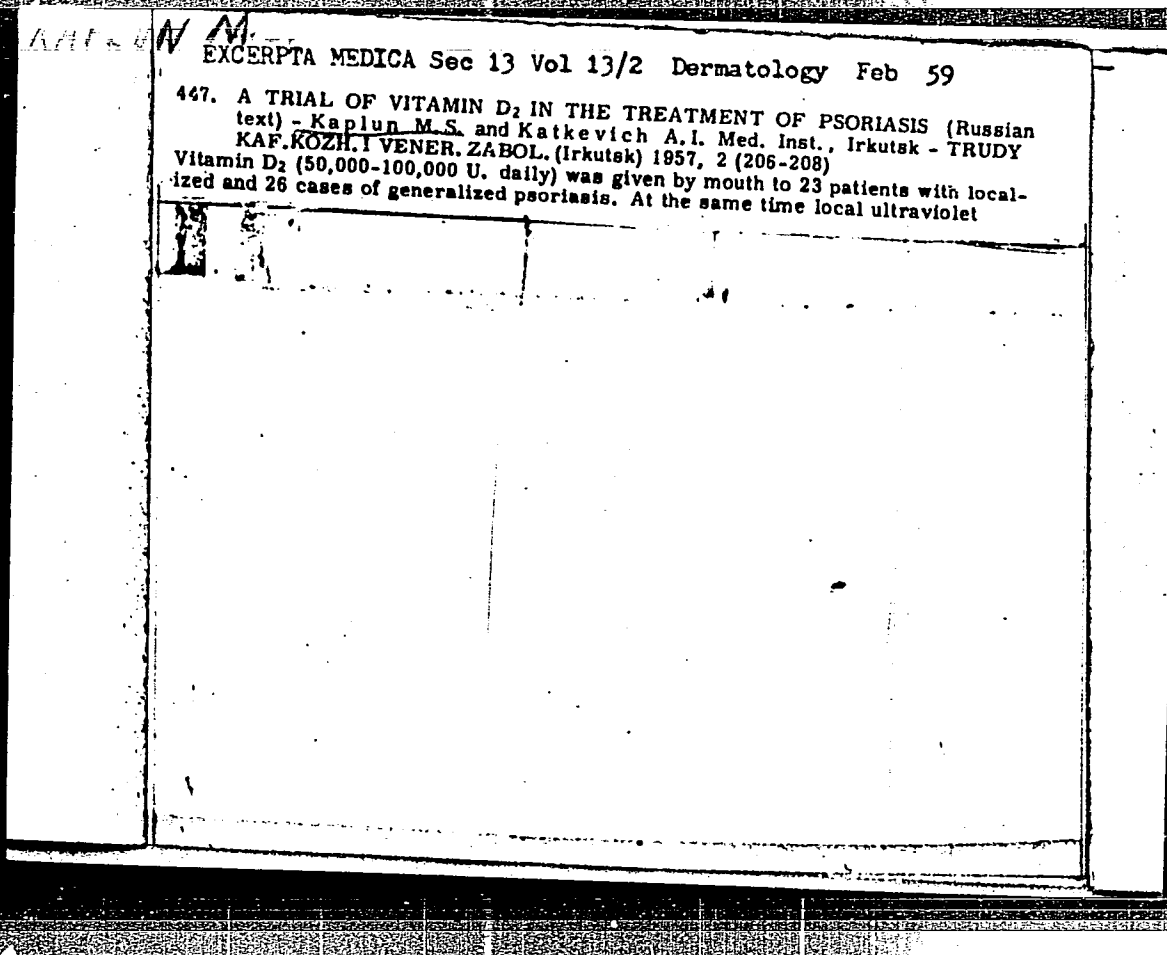 N M.
EXCERPTA MEDICA Sec 13 Vol 13/2 Dermatology Feb 59
447. A TRIAL OF VITAMIN D₂ IN THE TREATMENT OF PSORIASIS (Russian
text) - Kaplun M.S. and Katkevich A.I. Med. Inst., Irkutsk - TRUDY
KAF.KOZH.I VENER. ZABOL. (Irkutsk) 1957, 2 (206-208)
Vitamin D₂ (50,000-100,000 U. daily) was given by mouth to 23 patients with local-
ized and 26 cases of generalized psoriasis. At the same time local ultraviolet